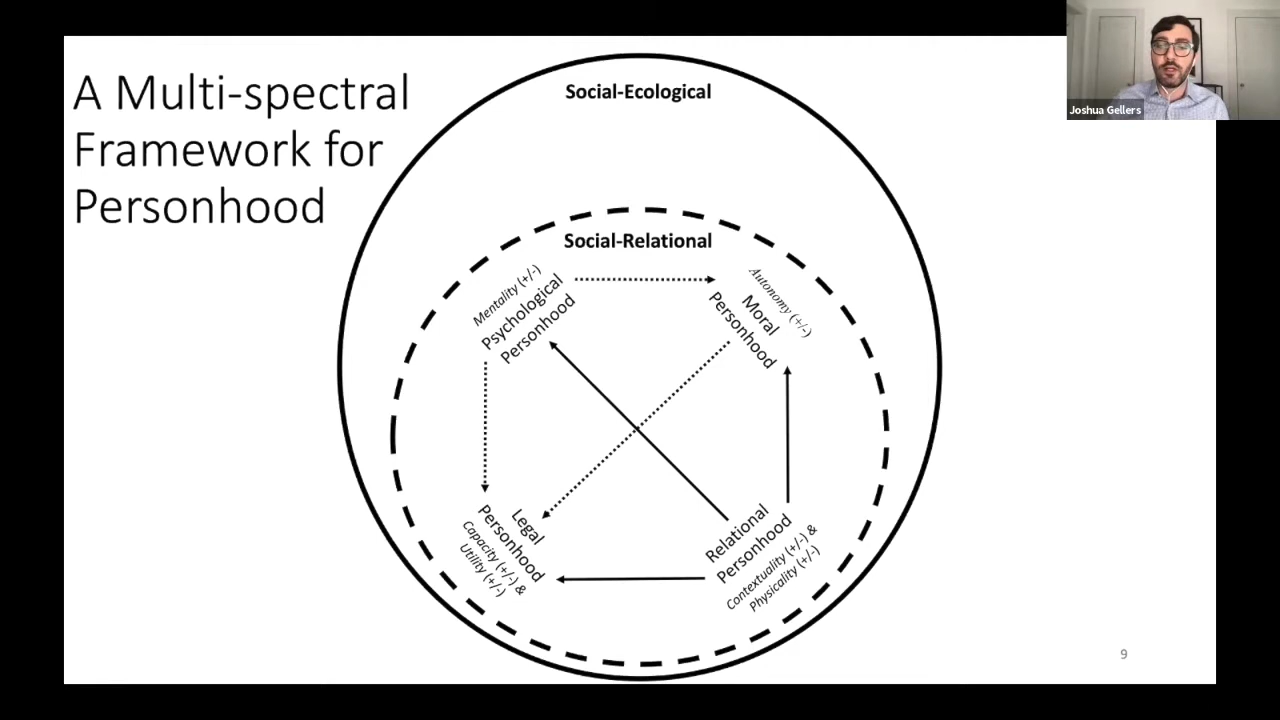 A Multi-spectral
Framework for
Personhood
Social-Ecological
Joshua Gellers
Social-Relational
Mentality (+/-)
Psychological
Personhood
Autonomy (+/-)
Moral
Personhood
Legal
Personhood
Capacity (+/-) &
Utility (+/-)
Relational
Personhood
Contextuality (+/-) &
Physicality (+/-)
9